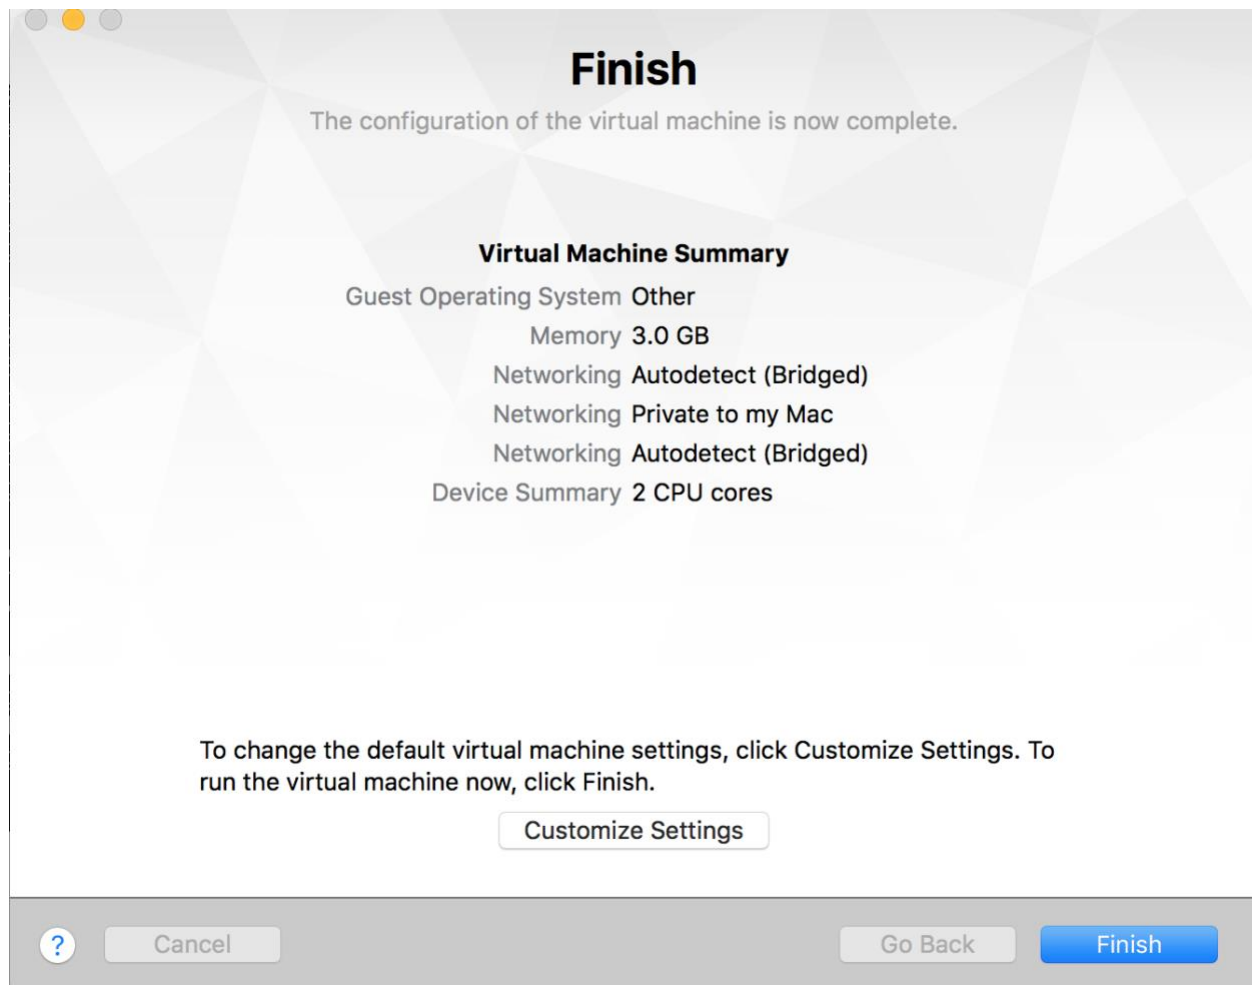 Finish
The configuration of the virtual machine is now complete.
Virtual Machine Summary
Guest Operating System Other
Memory 3.0 GB
Networking Autodetect (Bridged)
Networking Private to my Mac
Networking Autodetect (Bridged)
Device Summary 2 CPU cores
To change the default virtual machine settings, click Customize Settings. To
run the virtual machine now, click Finish.
Customize Settings
? Cancel Go Back Finish